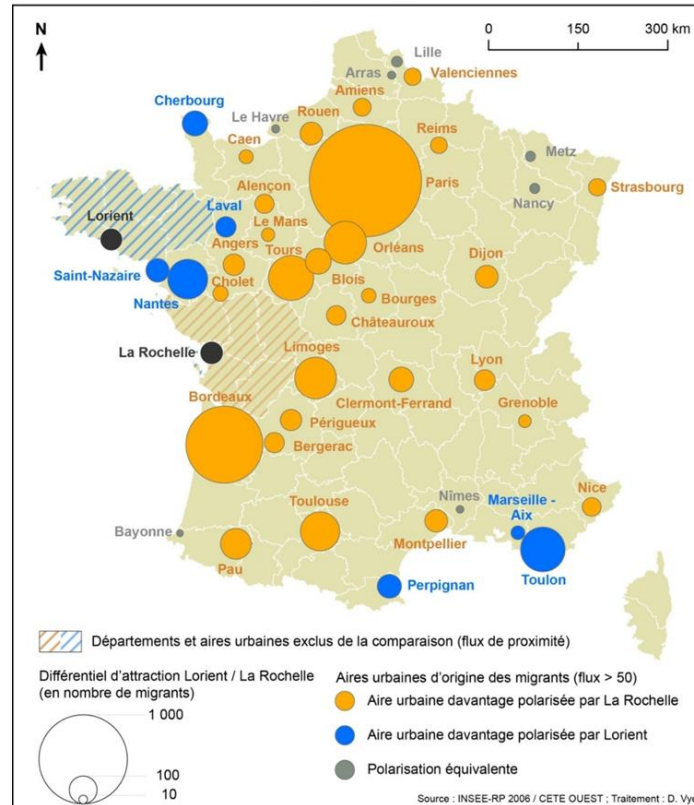 N
0 150 300 km
Lille
Arras
Valenciennes
Amiens
Cherbourg
Le Havre
Rouen
Caen
Reims
Metz
Paris
Nancy
Strasbourg
Alençon
Lorient
Laval
Le Mans
Angers
Tours
Orléans
Dijon
Saint-Nazaire
Cholet
Blois
Nantes
Bourges
Châteauroux
La Rochelle
Limoges
Lyon
Bordeaux
Clermont-Ferrand
Grenoble
Périgueux
Bergerac
Nîmes
Marseille -
Aix
Nice
Toulouse
Bayonne
Montpellier
Pau
Toulon
Perpignan
Départements et aires urbaines exclus de la comparaison (flux de proximité)
Différentiel d'attraction Lorient / La Rochelle
(en nombre de migrants)
1 000
100
10
Aires urbaines d'origine des migrants (flux > 50)
Aire urbaine davantage polarisée par La Rochelle
Aire urbaine davantage polarisée par Lorient
Polarisation équivalente
Source : INSEE-RP 2006 / CETE OUEST ; Traitement : D. Vye